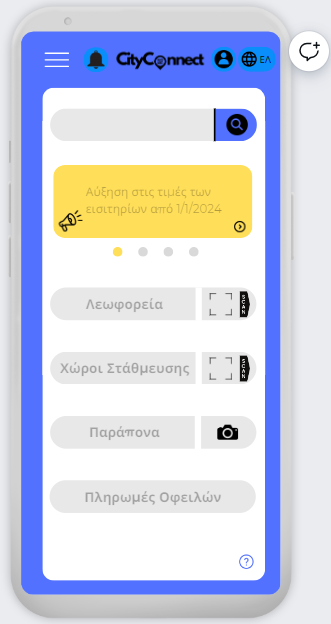 CityConnect
ΕΛ
Αύξηση στις τιμές των
εισιτηρίων από 1/1/2024
Λεωφορεία
SCAN
Χώροι Στάθμευσης
SCAN
Παράπονα
Πληρωμές Οφειλών
?